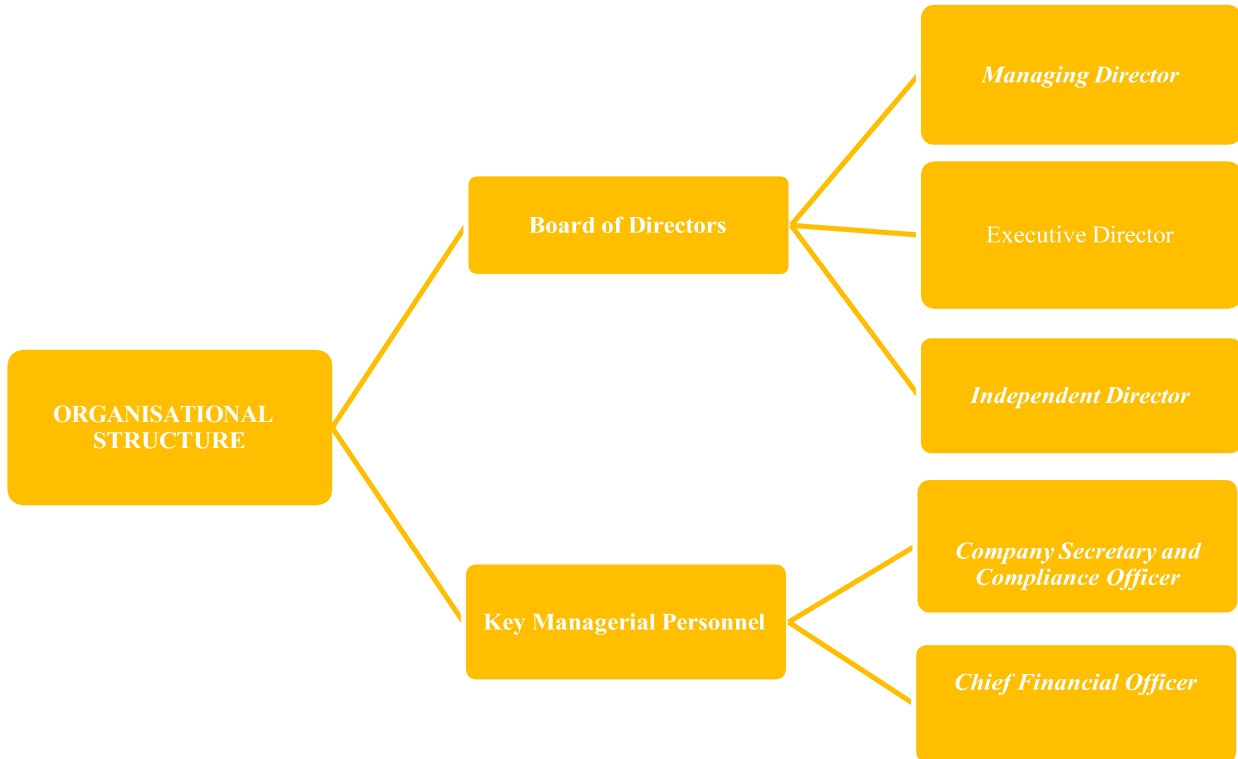 Managing Director
Board of Directors
Executive Director
ORGANISATIONAL
STRUCTURE
Independent Director
Company Secretary and
Compliance Officer
Key Managerial Personnel
Chief Financial Officer